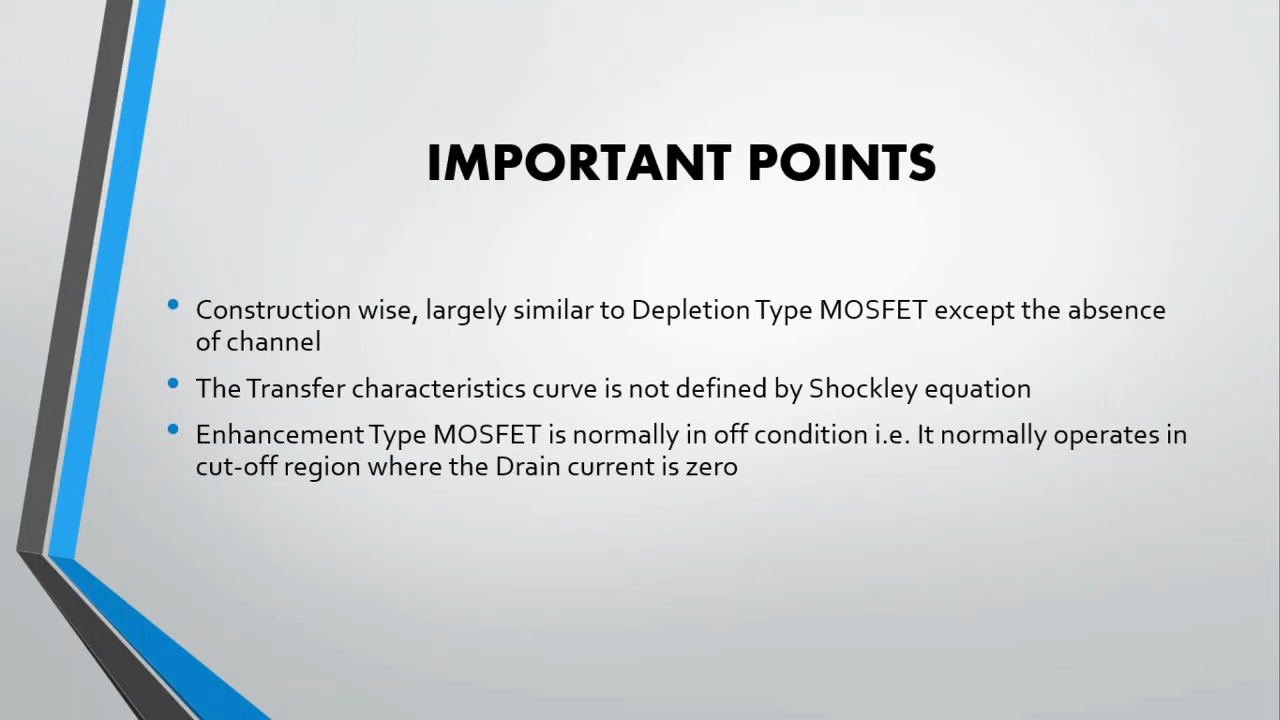 IMPORTANT POINTS
• Construction wise, largely similar to Depletion Type MOSFET except the absence
of channel
• The Transfer characteristics curve is not defined by Shockley equation
• Enhancement Type MOSFET is normally in off condition i.e. It normally operates in
cut-off region where the Drain current is zero